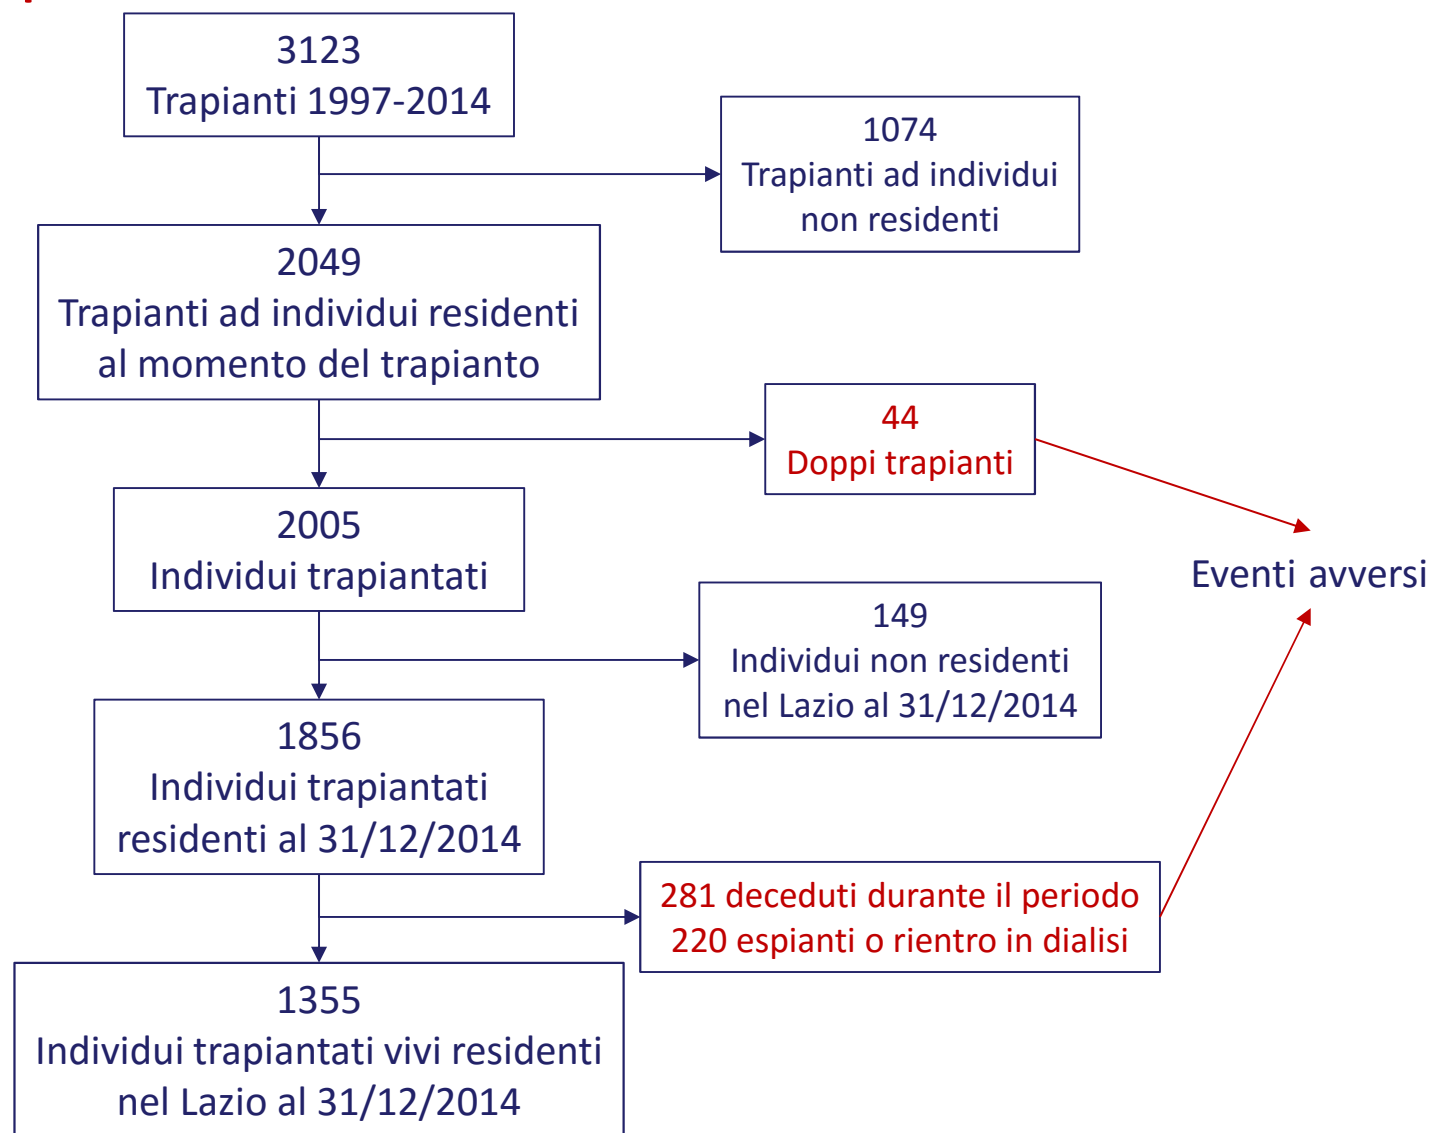 3123
Trapianti 1997-2014
1074
Trapianti ad individui
non residenti
2049
Trapianti ad individui residenti
al momento del trapianto
44
Doppi trapianti
2005
Individui trapiantati
Eventi avversi
149
Individui non residenti
nel Lazio al 31/12/2014
1856
Individui trapiantati
residenti al 31/12/2014
281 deceduti durante il periodo
220 espianti o rientro in dialisi
1355
Individui trapiantati vivi residenti
nel Lazio al 31/12/2014